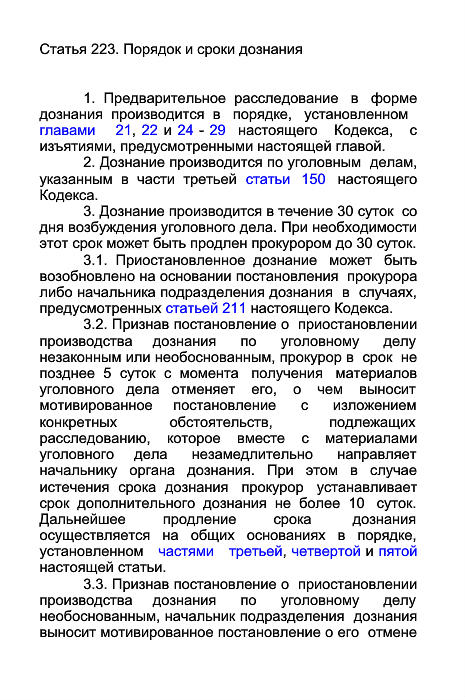 Статья 223. Порядок и сроки дознания
1. Предварительное расследование в форме
дознания производится в порядке, установленном
главами 21, 22 и 24 - 29 настоящего Кодекса, с
изъятиями, предусмотренными настоящей главой.
2. Дознание производится по уголовным делам,
указанным в части третьей статьи 150 настоящего
Кодекса.
3. Дознание производится в течение 30 суток со
дня возбуждения уголовного дела. При необходимости
этот срок может быть продлен прокурором до 30 суток.
3.1. Приостановленное дознание может быть
возобновлено на основании постановления прокурора
либо начальника подразделения дознания в случаях,
предусмотренных статьей 211 настоящего Кодекса.
3.2. Признав постановление о приостановлении
производства дознания по уголовному делу
незаконным или необоснованным, прокурор в срок не
позднее 5 суток с момента получения материалов
уголовного дела отменяет его, о чем выносит
мотивированное постановление с изложением
конкретных обстоятельств, подлежащих
расследованию, которое вместе с материалами
уголовного дела незамедлительно направляет
начальнику органа дознания. При этом в случае
истечения срока дознания прокурор устанавливает
срок дополнительного дознания не более 10 суток.
Дальнейшее продление срока дознания
осуществляется на общих основаниях в порядке,
установленном частями третьей, четвертой и пятой
настоящей статьи.
3.3. Признав постановление о приостановлении
производства дознания по уголовному делу
необоснованным, начальник подразделения дознания
выносит мотивированное постановление о его отмене